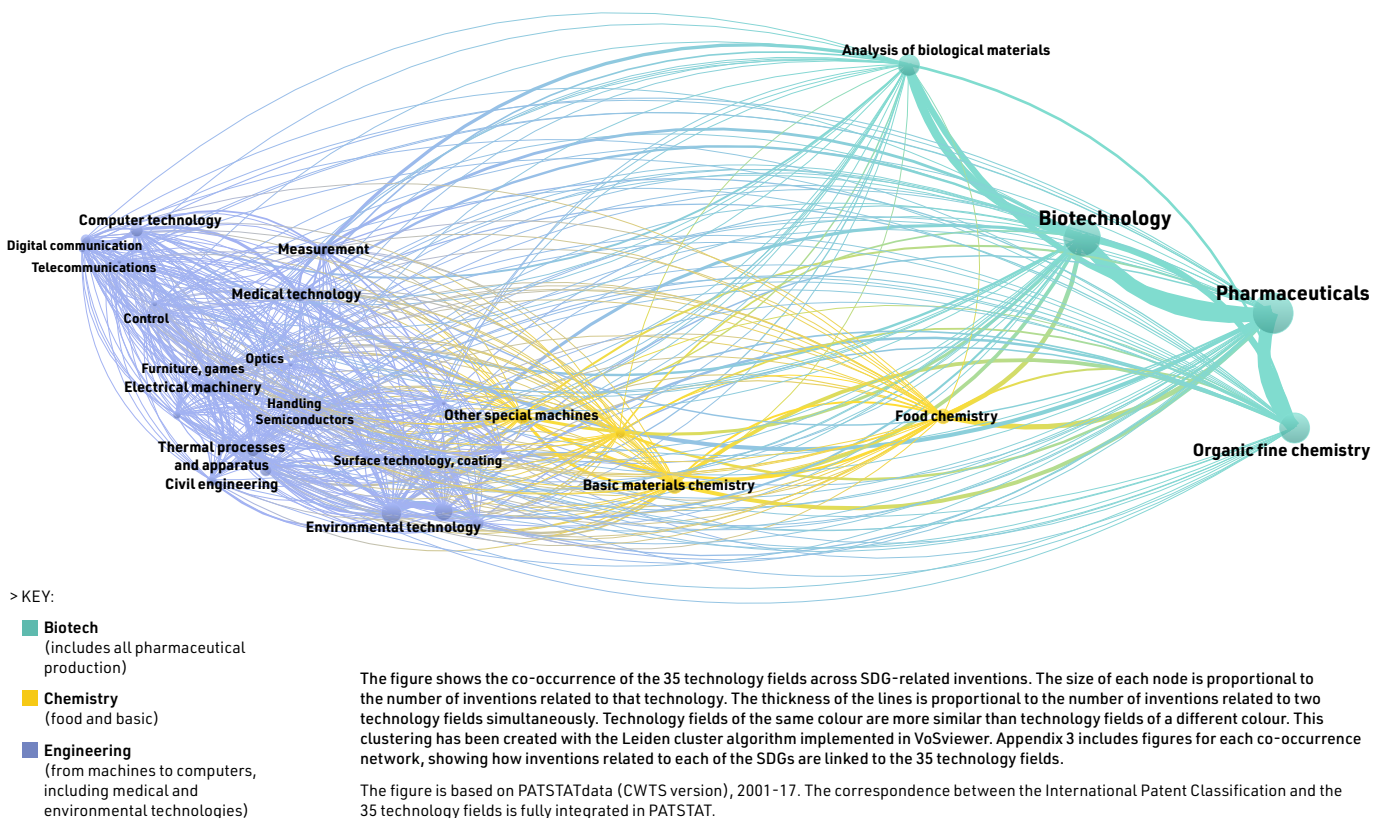 Analysis of biological materials
Biotechnology
Computer technology
Digital communication
Measurement
Telecommunications
Medical technology
Pharmaceuticals
Control
Optics
Furniture, games
Electrical machinery
Handling
Semiconductors
Other special machines
Food chemistry
Thermal processes
and apparatus
Organic fine chemistry
Surface technology, coating
Civil engineering
Basic materials chemistry
Environmental technology
> KEY:
Biotech
(includes all pharmaceutical
production)
Chemistry
(food and basic)
Engineering
(from machines to computers,
including medical and
environmental technologies)
The figure shows the co-occurrence of the 35 technology fields across SDG-related inventions. The size of each node is proportional to
the number of inventions related to that technology. The thickness of the lines is proportional to the number of inventions related to two
technology fields simultaneously. Technology fields of the same colour are more similar than technology fields of a different colour. This
clustering has been created with the Leiden cluster algorithm implemented in VoSviewer. Appendix 3 includes figures for each co-occurrence
network, showing how inventions related to each of the SDGs are linked to the 35 technology fields.
The figure is based on PATSTATdata (CWTS version), 2001-17. The correspondence between the International Patent Classification and the
35 technology fields is fully integrated in PATSTAT.